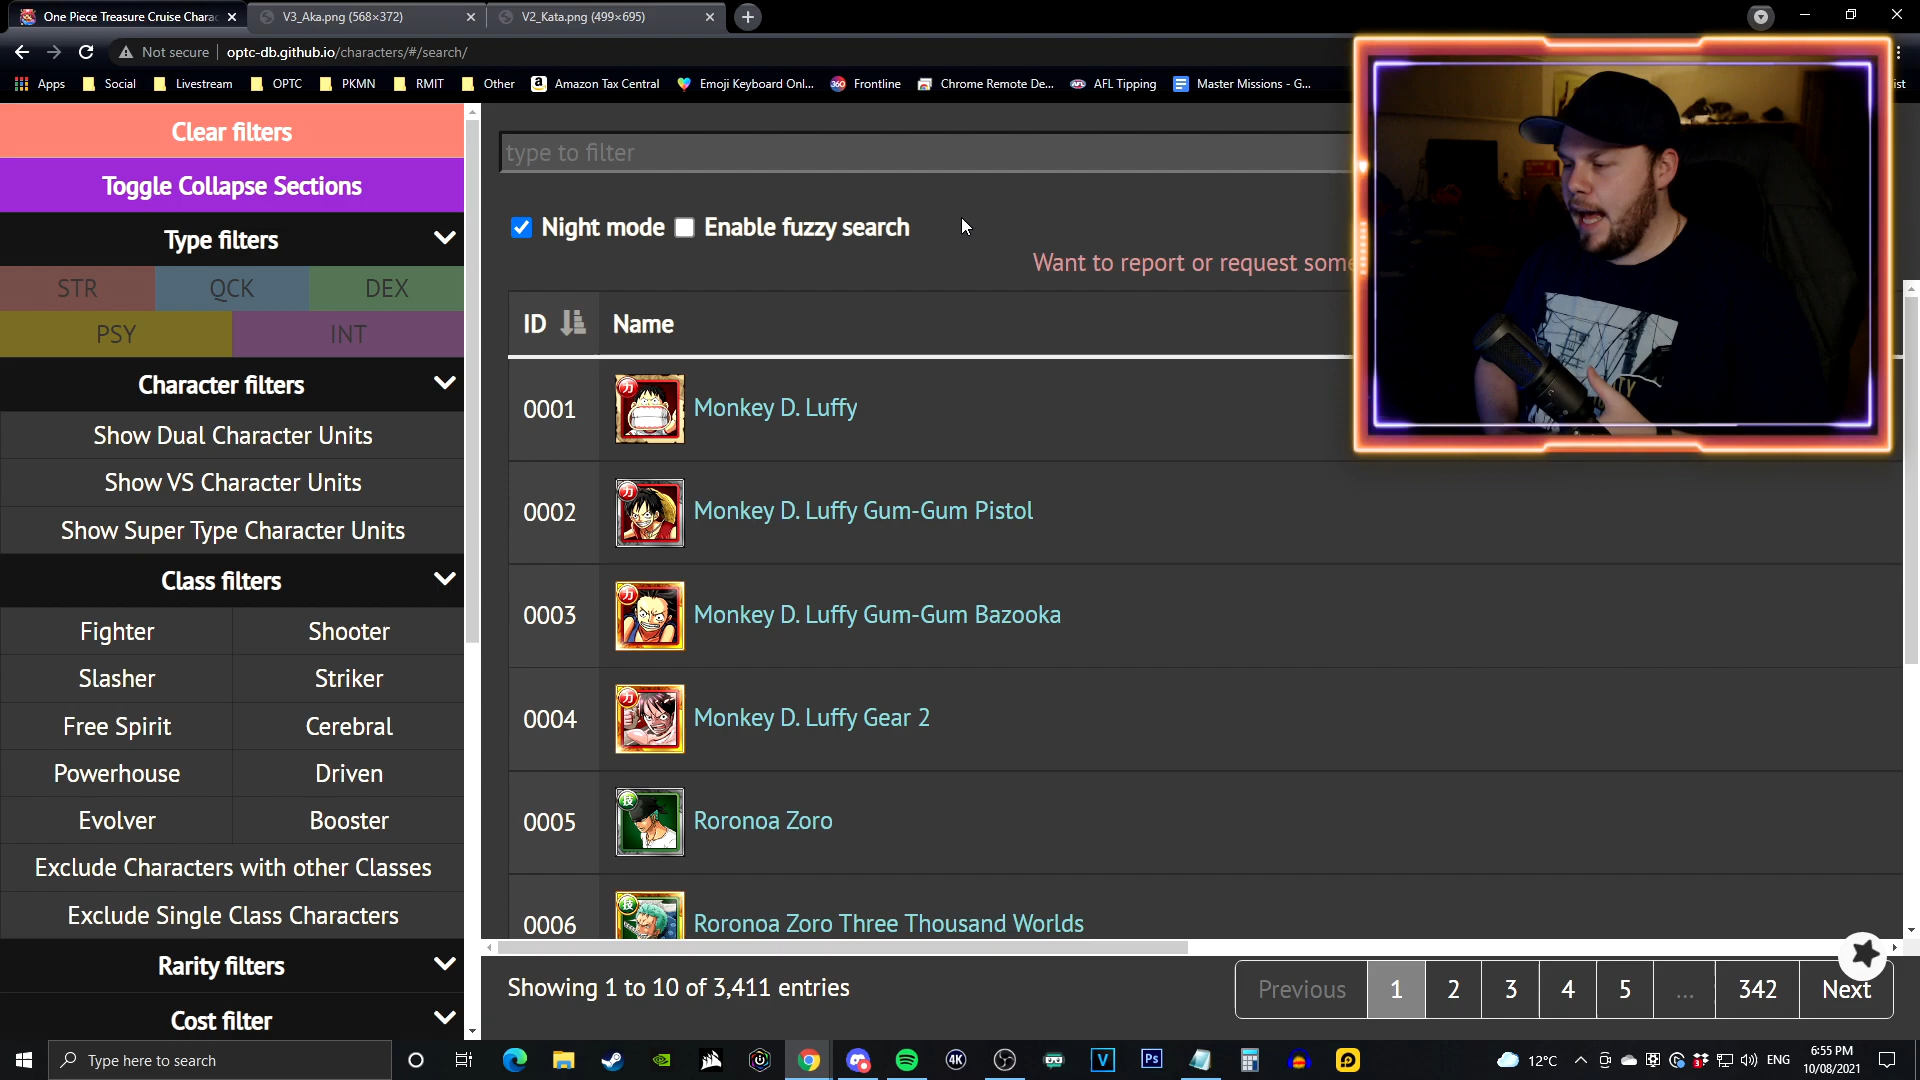 One Piece Treasure Cruise Charac
V3_Aka.png (568×372)
V2_Kata.png (499×695)
Not secure
optc-db.github.io/characters/#/search/
Apps
Social
Livestream
OPTC
PKMN
RMIT
Other
Amazon Tax Central
Emoji Keyboard Onl...
Frontline
Chrome Remote De...
AFL Tipping
Master Missions - G...
Clear filters
Toggle Collapse Sections
Type filters
STR QCK DEX
PSY INT
Character filters
Show Dual Character Units
Show VS Character Units
Show Super Type Character Units
Class filters
Fighter Shooter
Slasher Striker
Free Spirit Cerebral
Powerhouse Driven
Evolver Booster
Exclude Characters with other Classes
Exclude Single Class Characters
Rarity filters
Cost filter
type to filter
Night mode Enable fuzzy search
Want to report or request some
ID Name
0001 Monkey D. Luffy
0002 Monkey D. Luffy Gum-Gum Pistol
0003 Monkey D. Luffy Gum-Gum Bazooka
0004 Monkey D. Luffy Gear 2
0005 Roronoa Zoro
0006 Roronoa Zoro Three Thousand Worlds
Showing 1 to 10 of 3,411 entries
Previous 1 2 3 4 5 ... 342 Next
Type here to search
4K
V
Ps
12°C
ENG
6:55 PM
10/08/2021